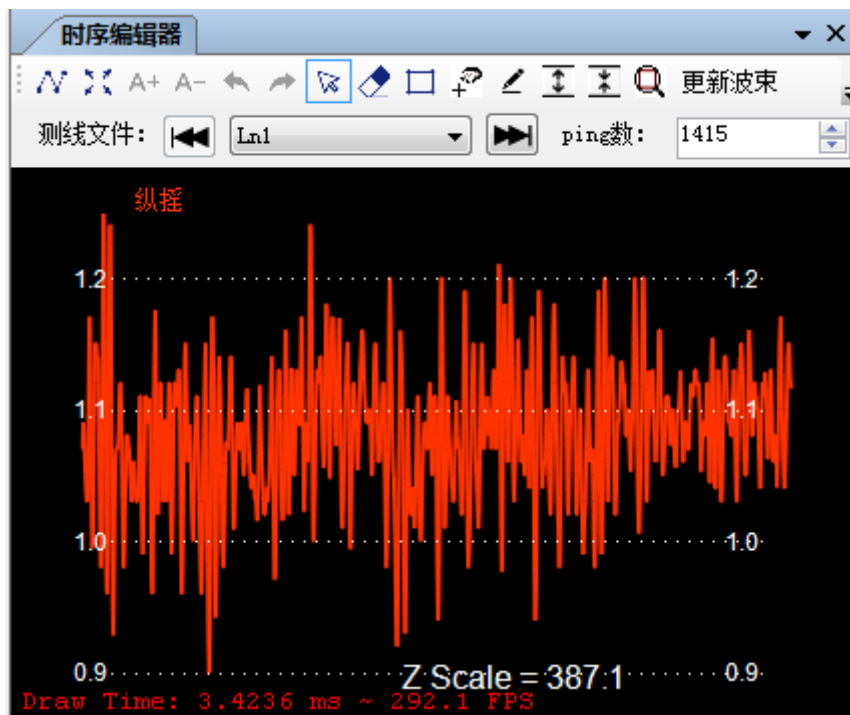 时序编辑器
A+ A- 更新波束
测线文件： Ln1 ping数： 1415
纵摇
1.2 1.2
1.1 1.1
1.0 1.0
0.9 0.9
Z Scale = 387.1
Draw Time: 3.4236 ms ~ 292.1 FPS